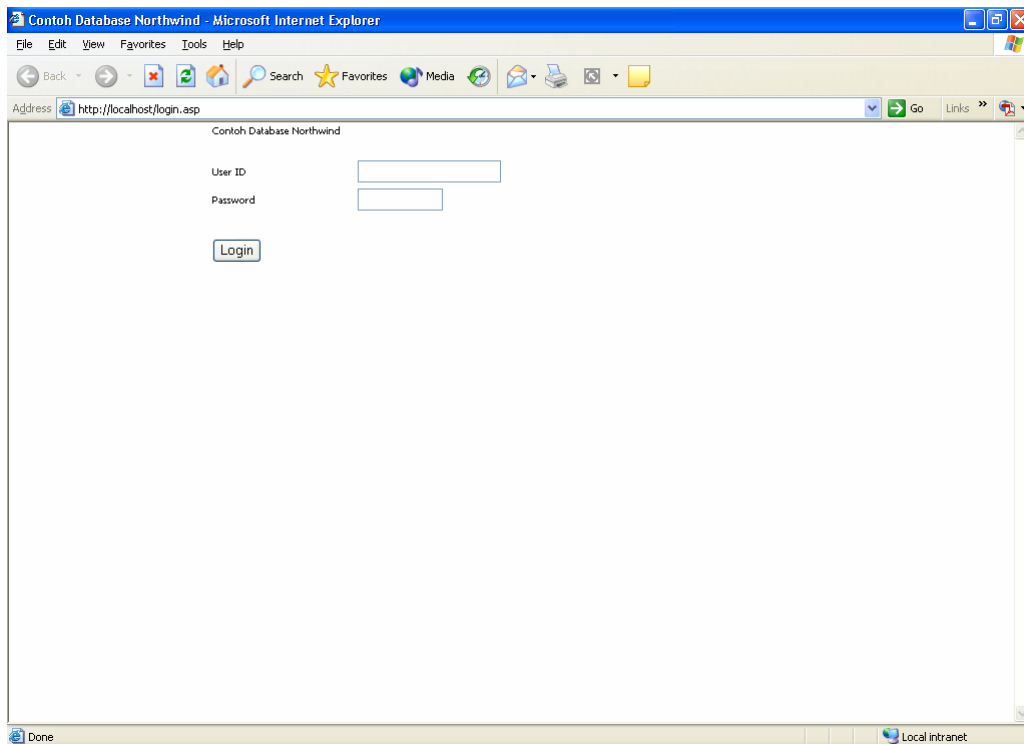 Contoh Database Northwind - Microsoft Internet Explorer
File Edit View Favorites Tools Help
Back Search Favorites Media
Address http://localhost/login.asp Go Links »
Contoh Database Northwind
User ID
Password
Login
Done Local intranet